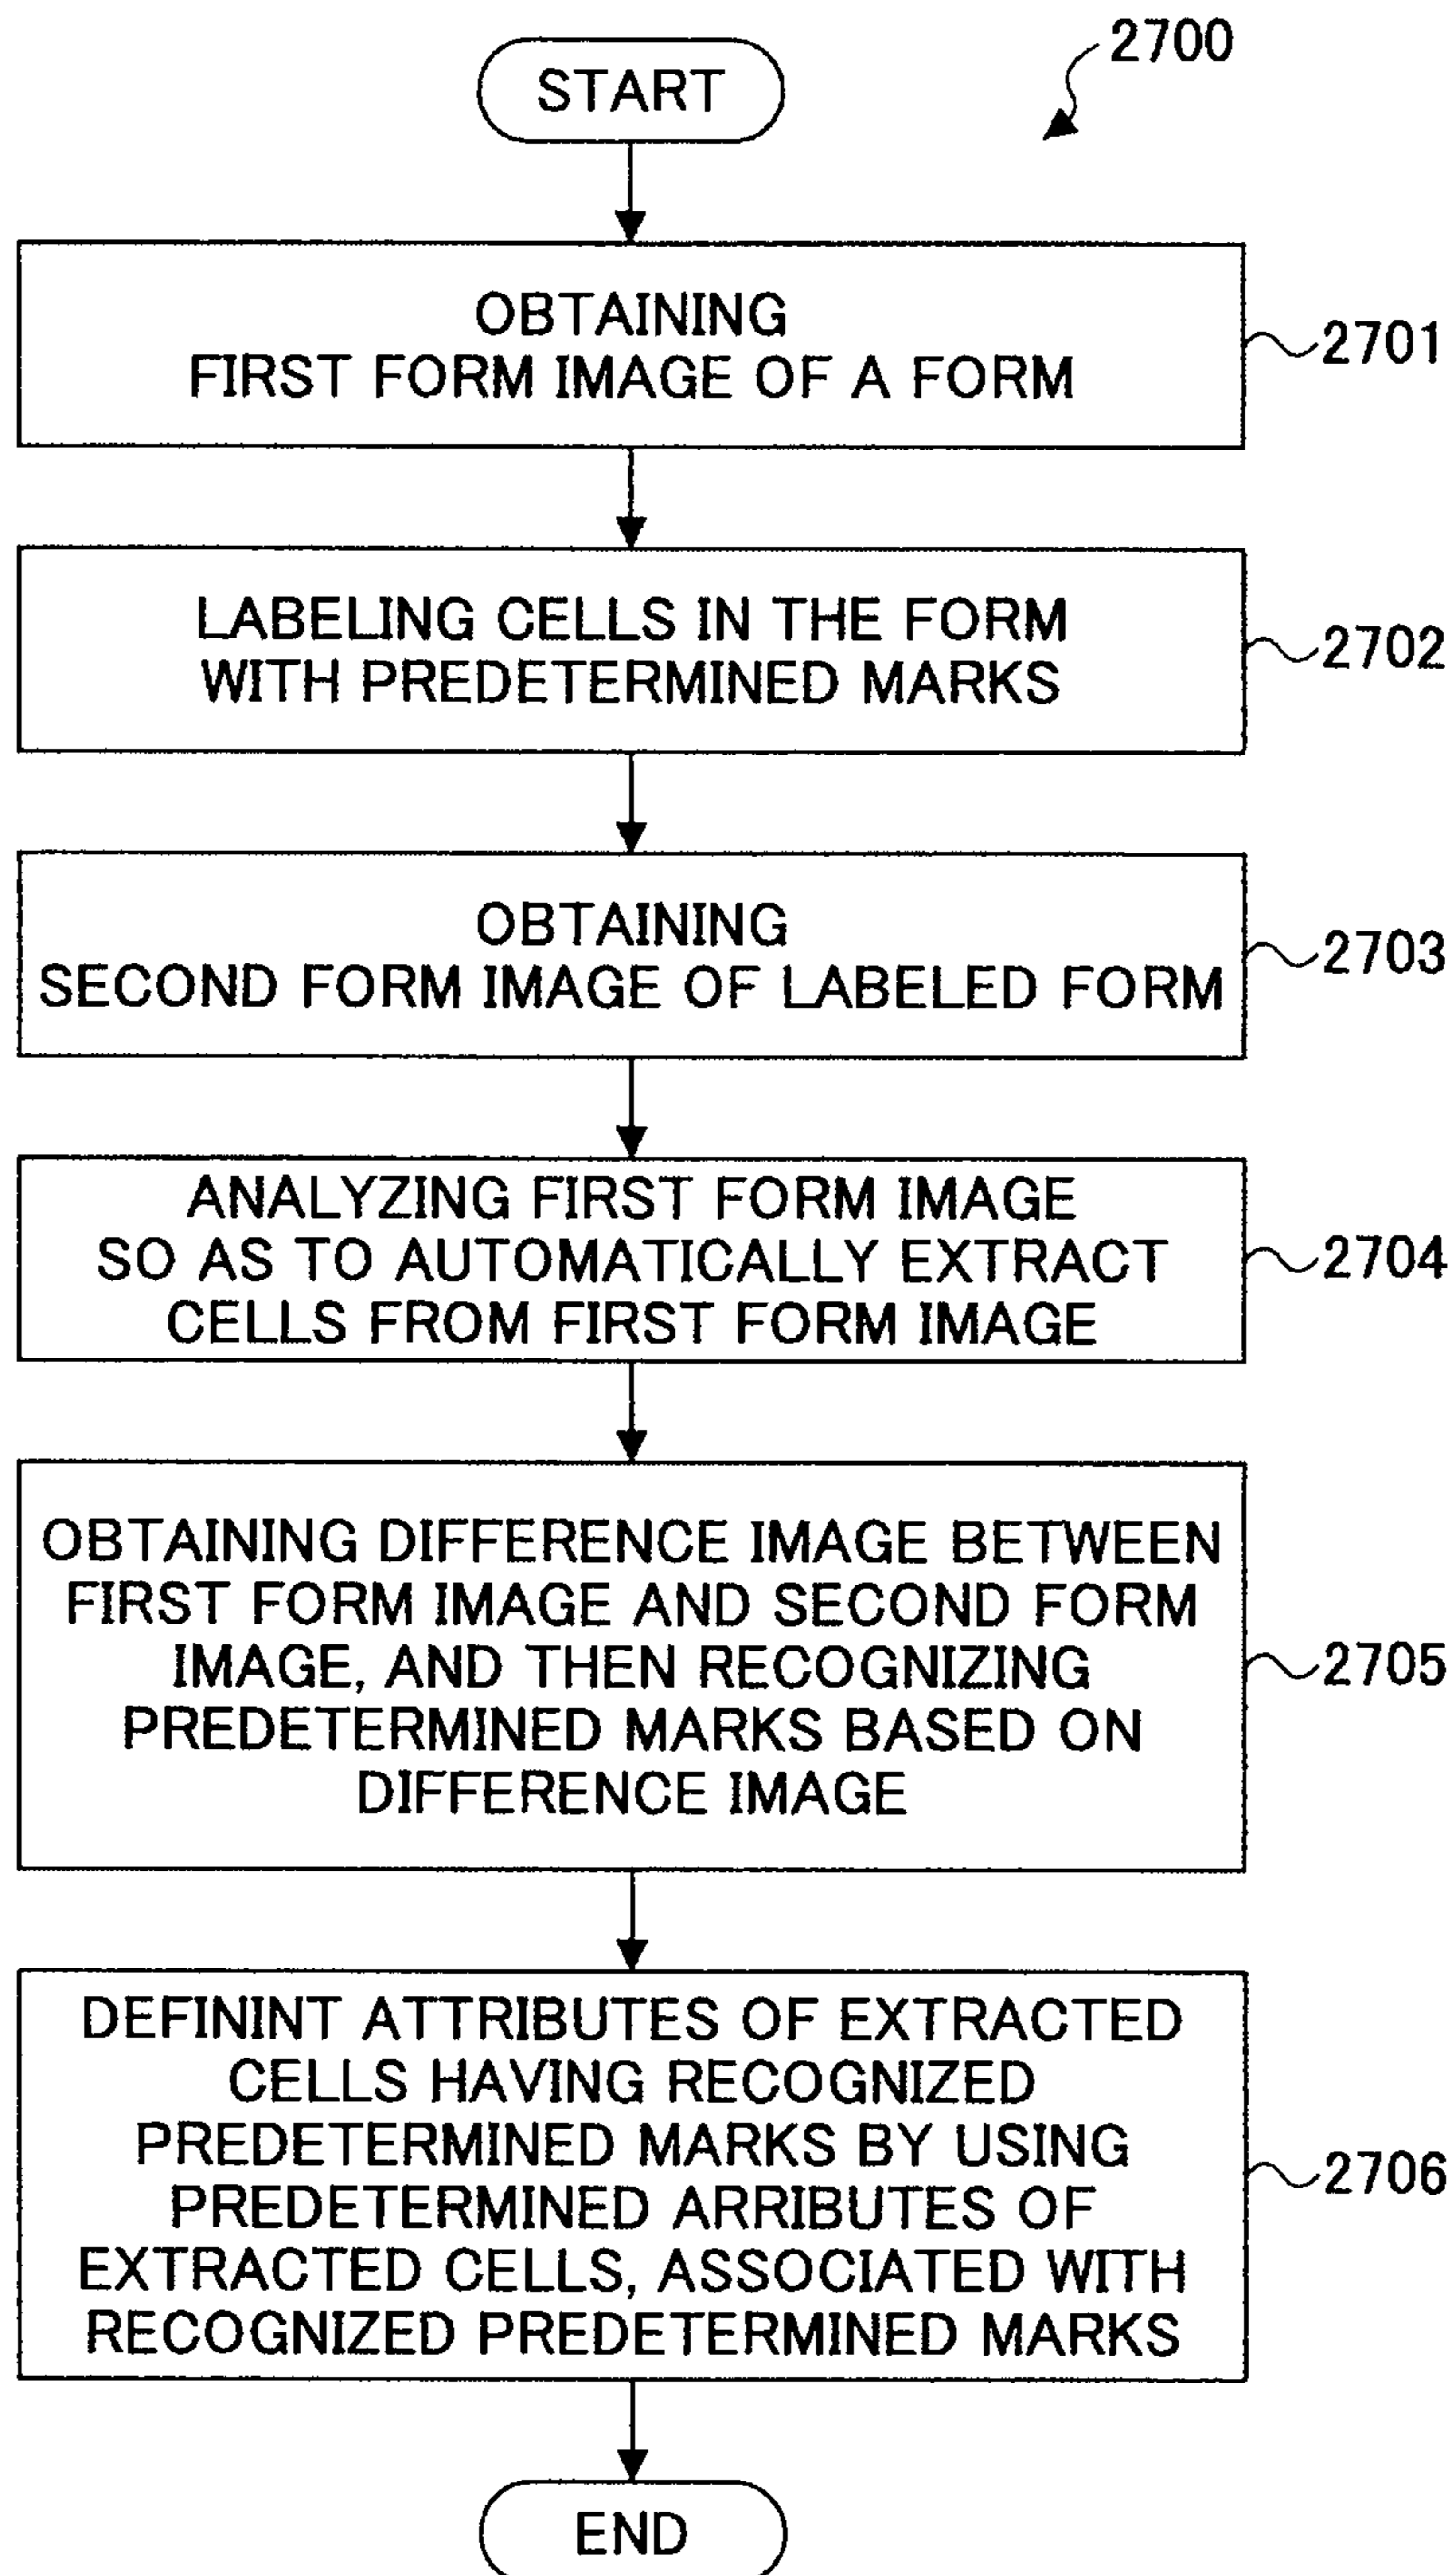 2700
START
OBTAINING
FIRST FORM IMAGE OF A FORM
2701
LABELING CELLS IN THE FORM
WITH PREDETERMINED MARKS
2702
OBTAINING
SECOND FORM IMAGE OF LABELED FORM
2703
ANALYZING FIRST FORM IMAGE
SO AS TO AUTOMATICALLY EXTRACT
CELLS FROM FIRST FORM IMAGE
2704
OBTAINING DIFFERENCE IMAGE BETWEEN
FIRST FORM IMAGE AND SECOND FORM
IMAGE, AND THEN RECOGNIZING
PREDETERMINED MARKS BASED ON
DIFFERENCE IMAGE
2705
DEFININT ATTRIBUTES OF EXTRACTED
CELLS HAVING RECOGNIZED
PREDETERMINED MARKS BY USING
PREDETERMINED ARRIBUTES OF
EXTRACTED CELLS, ASSOCIATED WITH
RECOGNIZED PREDETERMINED MARKS
2706
END